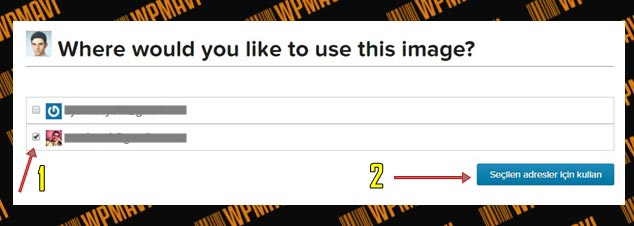 WPMAVI
Where would you like to use this image?
1
2
Seçilen adresler için kullan